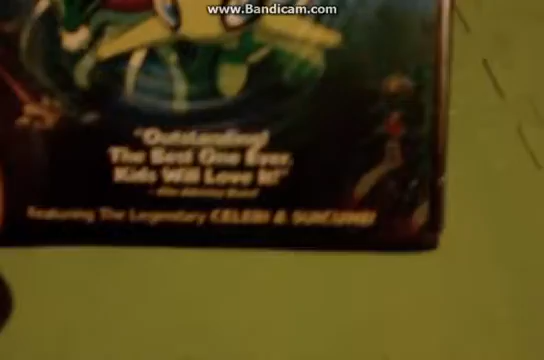 www.Bandicam.com
"Outstanding!
The Best One Ever.
Kids Will Love It!"
Featuring The Legendary CELEBI & SUICUNE!